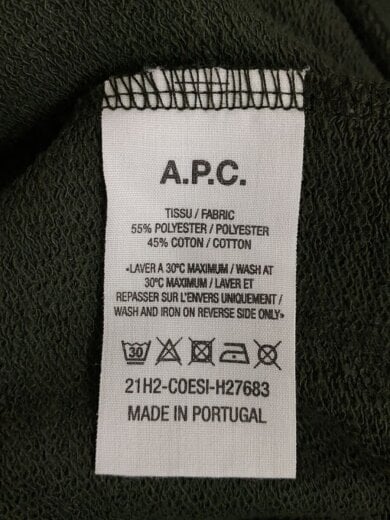 A.P.C.
TISSU / FABRIC
55% POLYESTER / POLYESTER
45% COTON / COTTON
«LAVER A 30°C MAXIMUM / WASH AT
30°C MAXIMUM / LAVER ET
REPASSER SUR L'ENVERS UNIQUEMENT /
WASH AND IRON ON REVERSE SIDE ONLY»
30
21H2-COESI-H27683
MADE IN PORTUGAL